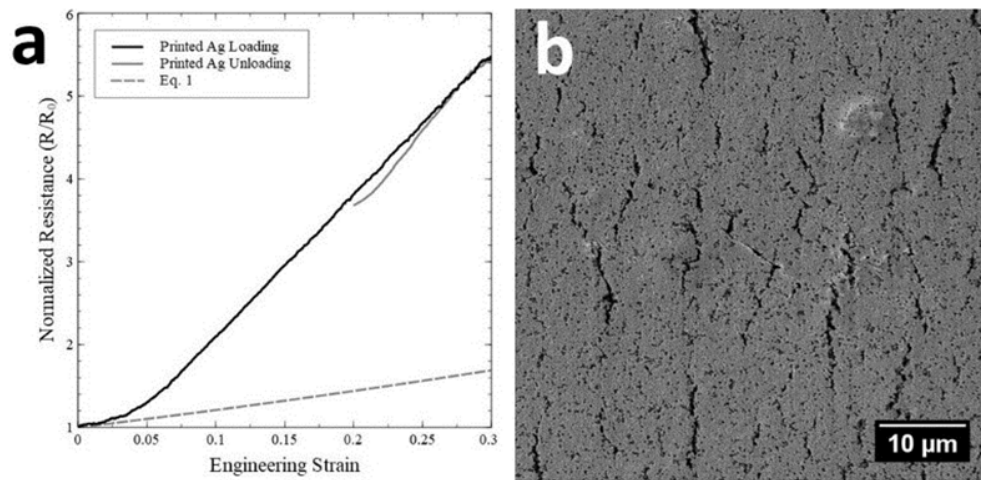 a
6
5
4
3
2
1
Normalized Resistance (R/R₀)
Printed Ag Loading
Printed Ag Unloading
Eq. 1
0
0.05
0.1
0.15
0.2
0.25
0.3
Engineering Strain
b
10 µm